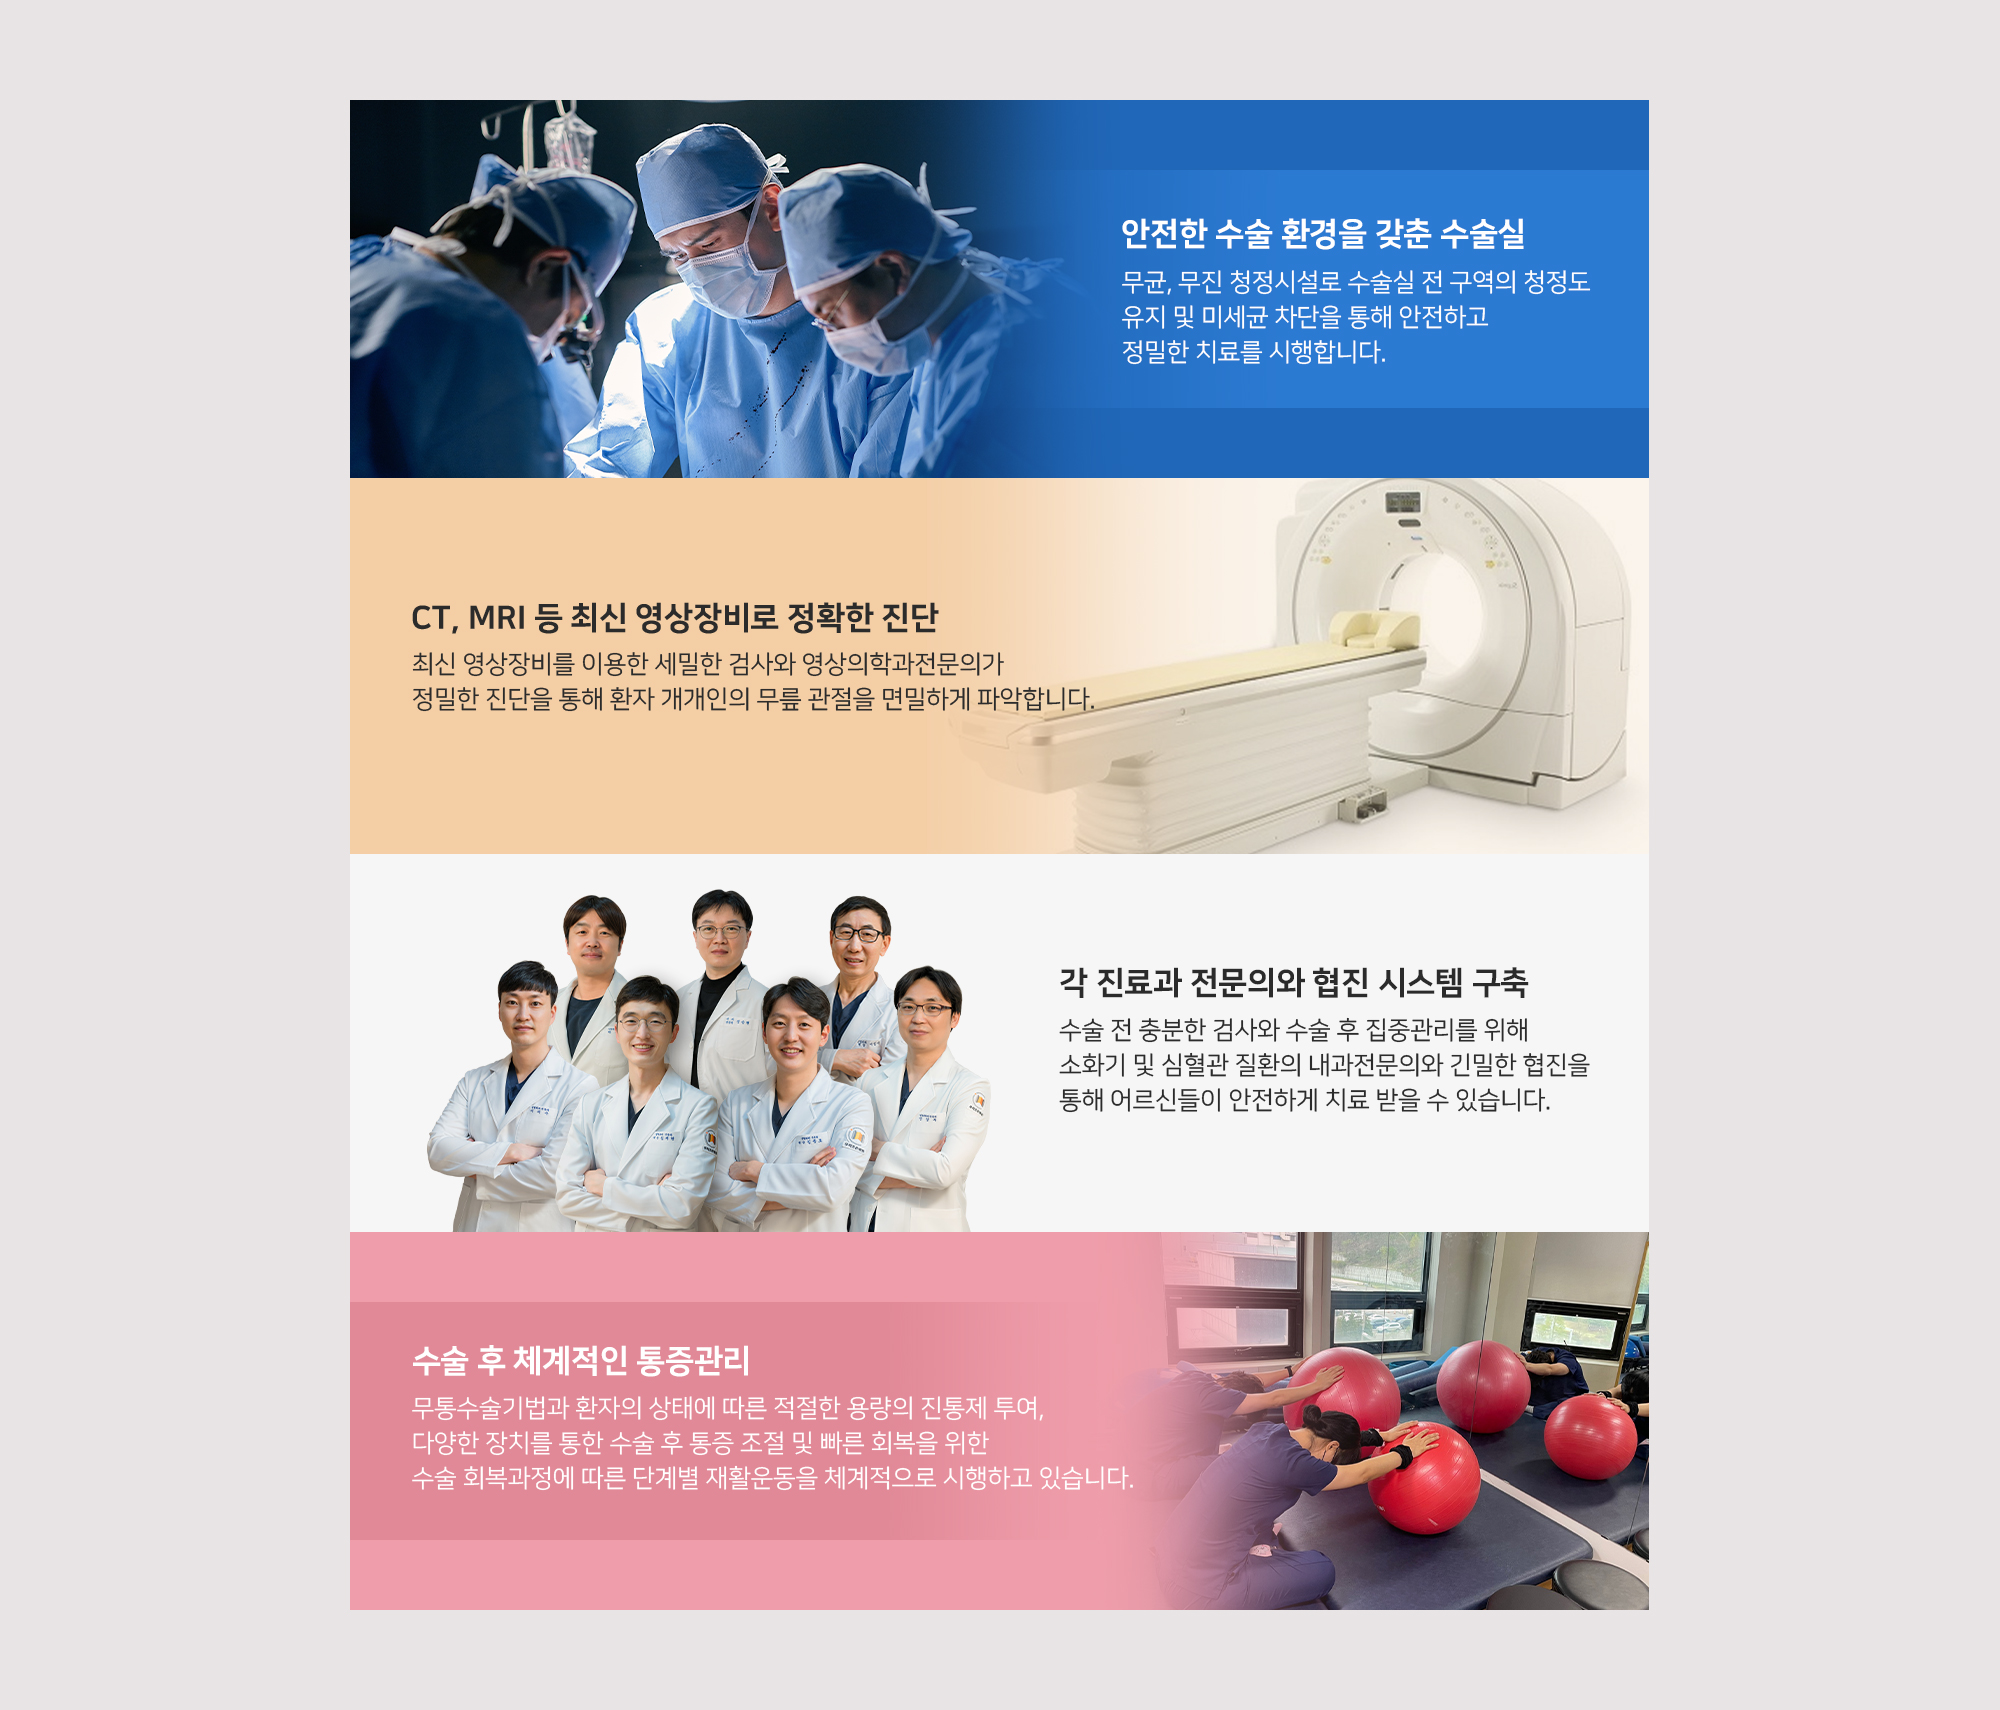 안전한 수술 환경을 갖춘 수술실
무균, 무진 청정시설로 수술실 전 구역의 청정도
유지 및 미세균 차단을 통해 안전하고
정밀한 치료를 시행합니다.
CT, MRI 등 최신 영상장비로 정확한 진단
최신 영상장비를 이용한 세밀한 검사와 영상의학과전문의가
정밀한 진단을 통해 환자 개개인의 무릎 관절을 면밀하게 파악합니다.
각 진료과 전문의와 협진 시스템 구축
수술 전 충분한 검사와 수술 후 집중관리를 위해
소화기 및 심혈관 질환의 내과전문의와 긴밀한 협진을
통해 어르신들이 안전하게 치료 받을 수 있습니다.
수술 후 체계적인 통증관리
무통수술기법과 환자의 상태에 따른 적절한 용량의 진통제 투여,
다양한 장치를 통한 수술 후 통증 조절 및 빠른 회복을 위한
수술 회복과정에 따른 단계별 재활운동을 체계적으로 시행하고 있습니다.